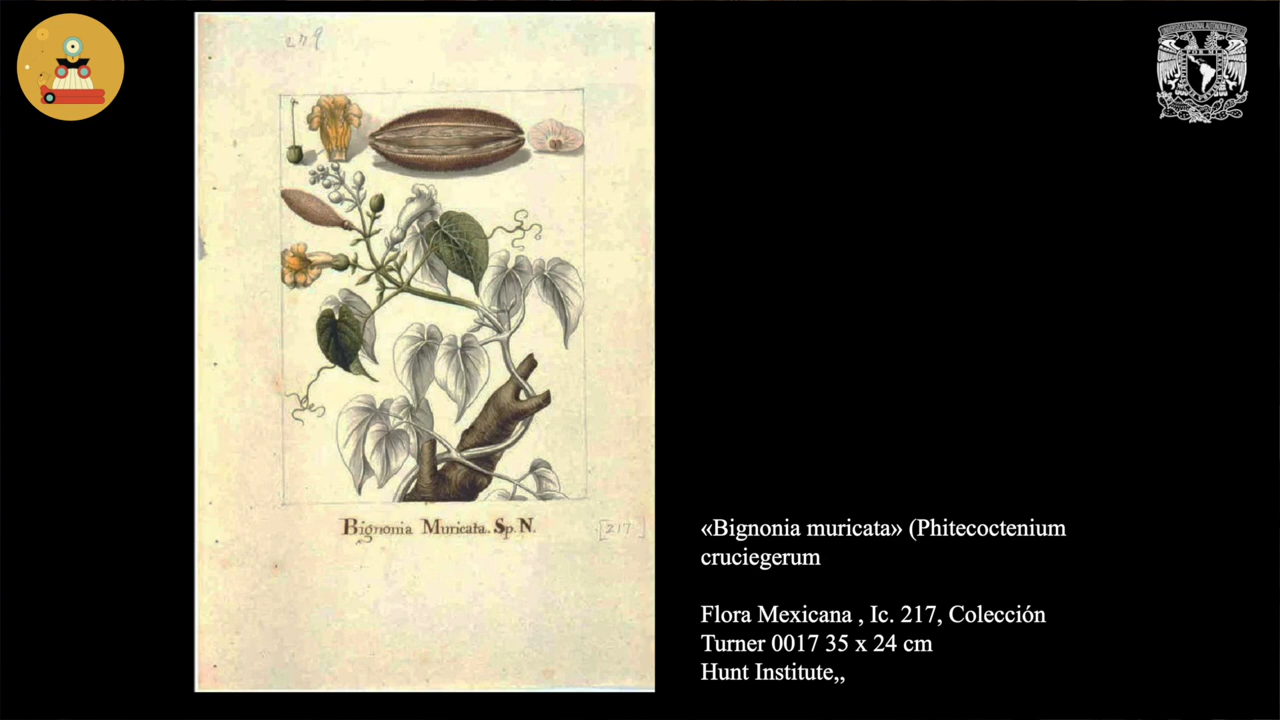 279
Bignonia Muricata. Sp. N.
[217]
«Bignonia muricata» (Phitecoctenium
cruciegerum
Flora Mexicana , Ic. 217, Colección
Turner 0017 35 x 24 cm
Hunt Institute,,